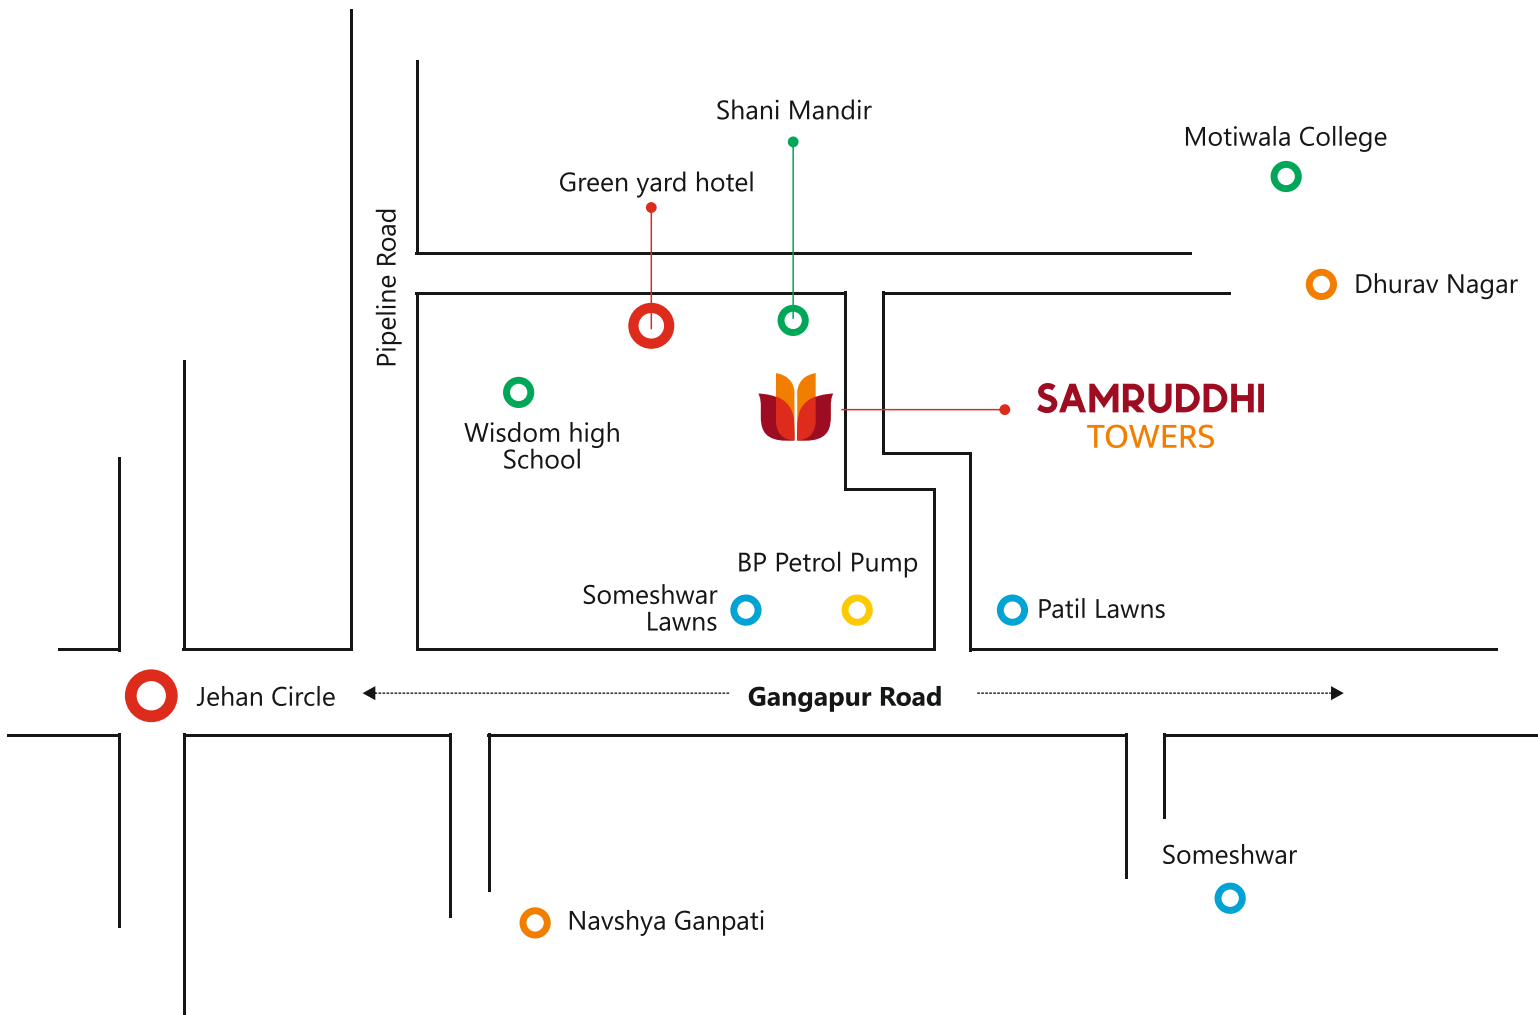 Shani Mandir
Motiwala College
Green yard hotel
Pipeline Road
Dhurav Nagar
SAMRUDDHI
TOWERS
Wisdom high
School
BP Petrol Pump
Someshwar
Lawns
Patil Lawns
Jehan Circle
Gangapur Road
Someshwar
Navshya Ganpati